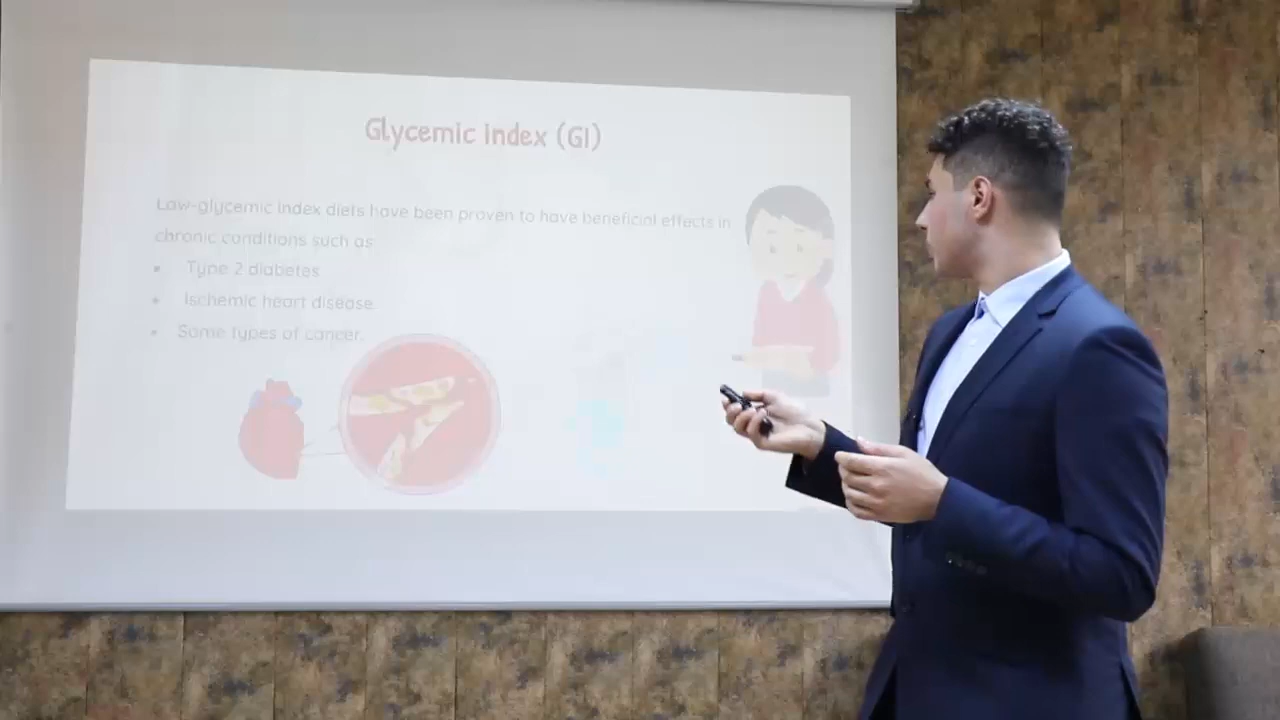 Glycemic index (GI)
Low-glycemic index diets have been proven to have beneficial effects in
chronic conditions such as
• Type 2 diabetes
• Ischemic heart disease
• Some types of cancer.